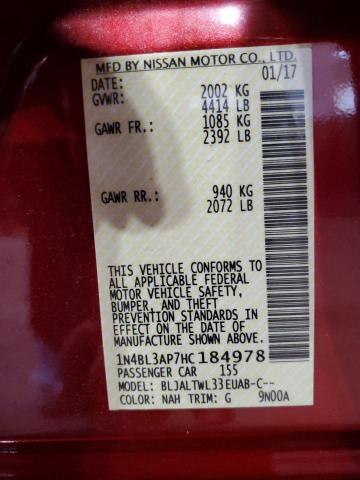 MFD BY NISSAN MOTOR CO., LTD.
DATE: 01/17
GVWR: 2002 KG
4414 LB
GAWR FR.: 1085 KG
2392 LB
GAWR RR.: 940 KG
2072 LB
THIS VEHICLE CONFORMS TO
ALL APPLICABLE FEDERAL
MOTOR VEHICLE SAFETY,
BUMPER, AND THEFT
PREVENTION STANDARDS
IN EFFECT ON THE DATE OF
MANUFACTURE SHOWN ABOVE.
1N4BL3AP7HC184978
PASSENGER CAR 155
MODEL: BLJALTWL33EUAB-C--
COLOR: NAH TRIM: G 9N00A